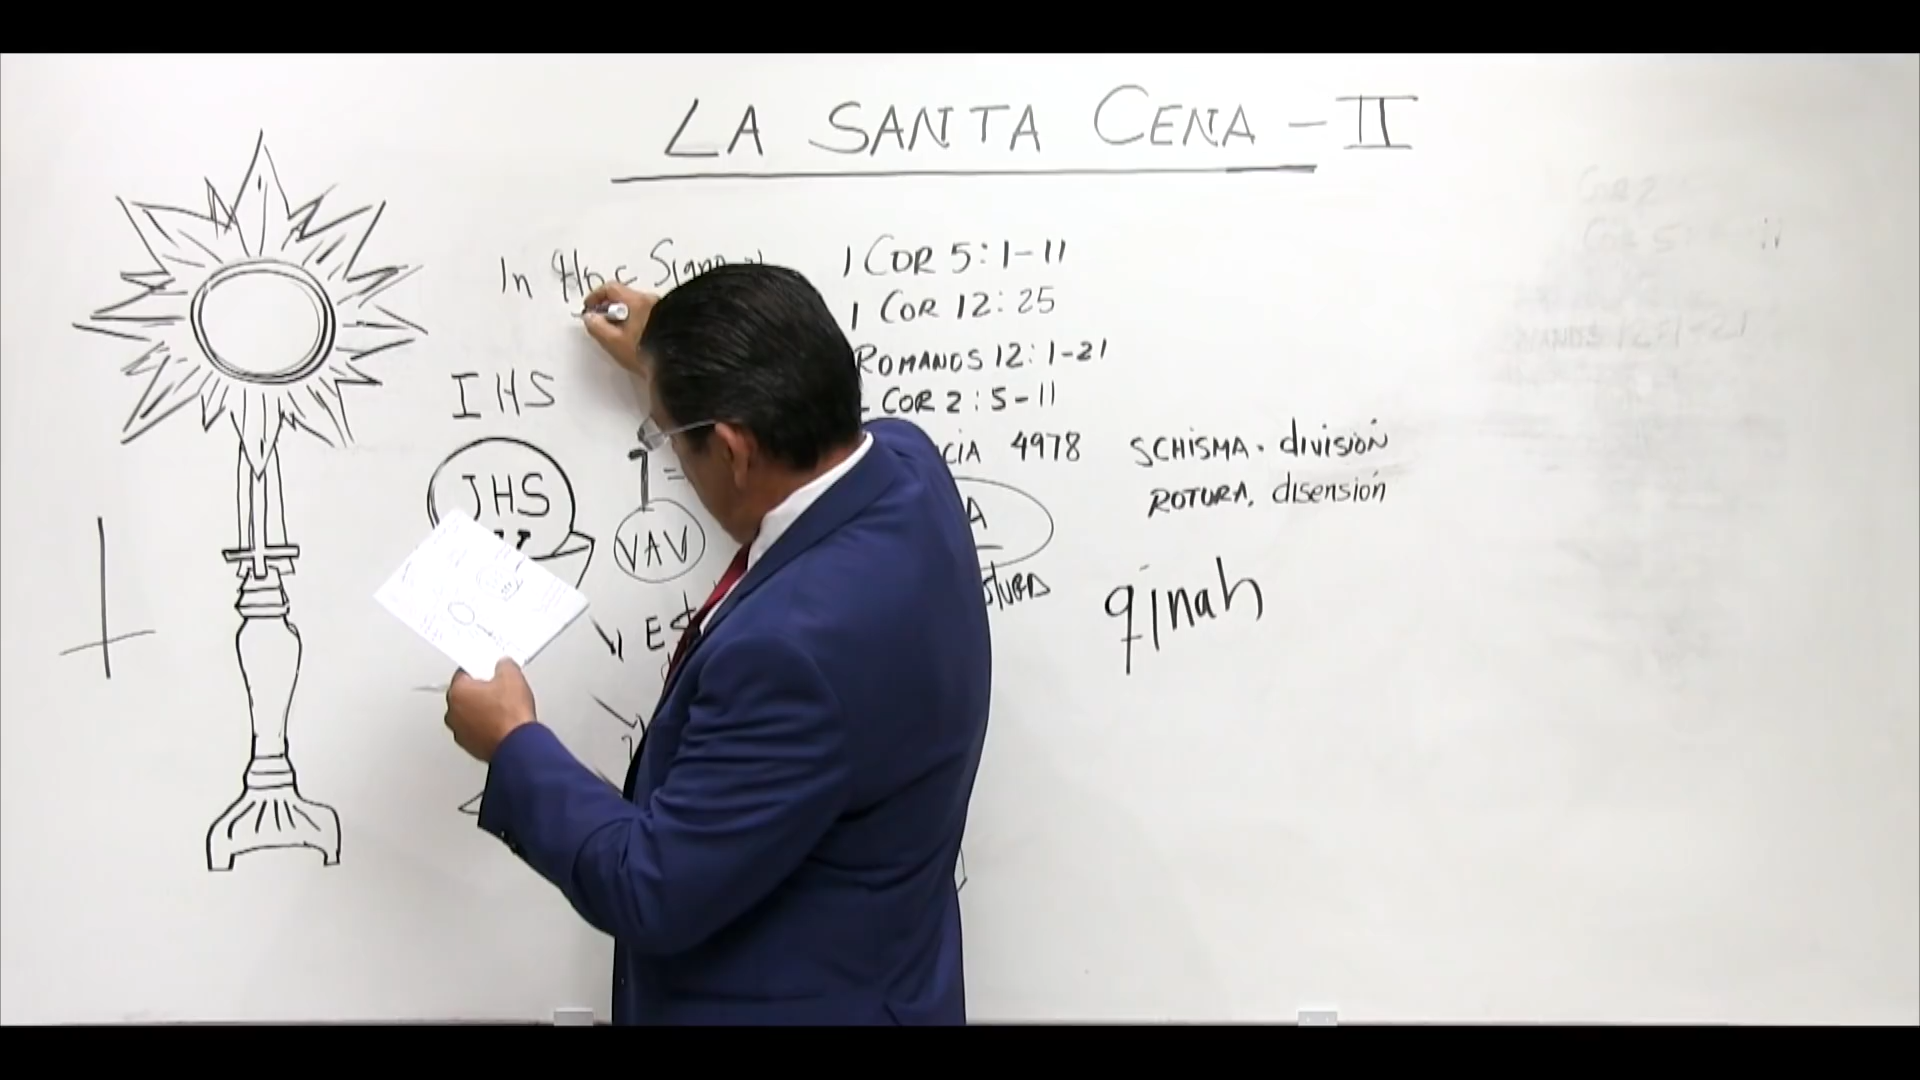 LA SANTA CENA - II
In Hoc Signo
1 COR 5:1-11
1 COR 12:25
ROMANOS 12:1-21
COR 2:5-11
CIA 4978 SCHISMA. división
ROTURA, disensión
IHS
JHS
VAV
qinah